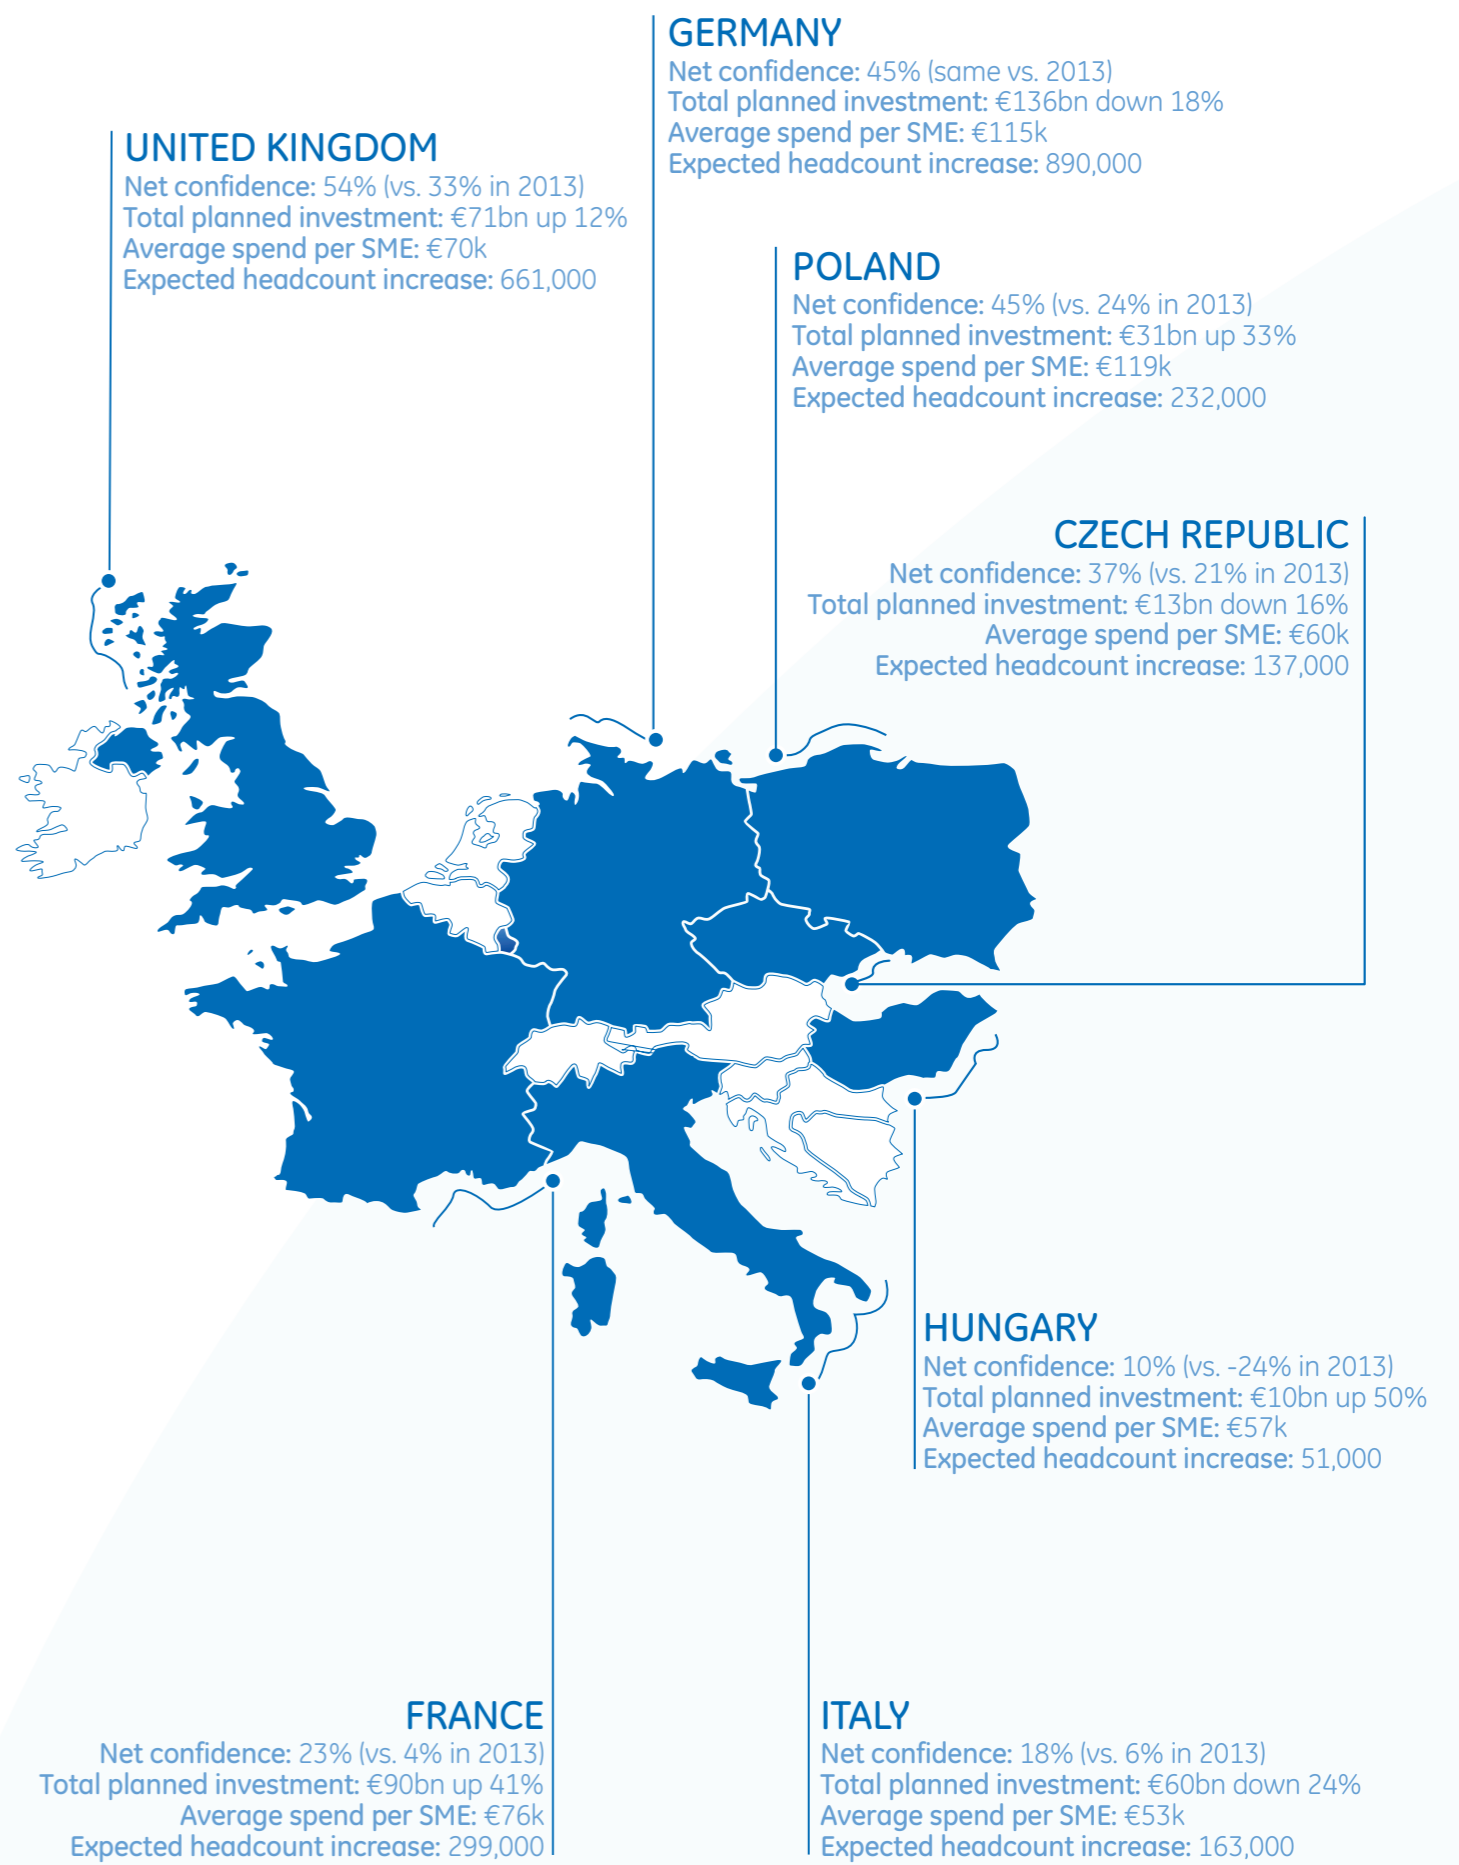 GERMANY
Net confidence: 45% (same vs. 2013)
Total planned investment: €136bn down 18%
Average spend per SME: €115k
Expected headcount increase: 890,000
UNITED KINGDOM
Net confidence: 54% (vs. 33% in 2013)
Total planned investment: €71bn up 12%
Average spend per SME: €70k
Expected headcount increase: 661,000
POLAND
Net confidence: 45% (vs. 24% in 2013)
Total planned investment: €31bn up 33%
Average spend per SME: €119k
Expected headcount increase: 232,000
CZECH REPUBLIC
Net confidence: 37% (vs. 21% in 2013)
Total planned investment: €13bn down 16%
Average spend per SME: €60k
Expected headcount increase: 137,000
HUNGARY
Net confidence: 10% (vs. -24% in 2013)
Total planned investment: €10bn up 50%
Average spend per SME: €57k
Expected headcount increase: 51,000
FRANCE
Net confidence: 23% (vs. 4% in 2013)
Total planned investment: €90bn up 41%
Average spend per SME: €76k
Expected headcount increase: 299,000
ITALY
Net confidence: 18% (vs. 6% in 2013)
Total planned investment: €60bn down 24%
Average spend per SME: €53k
Expected headcount increase: 163,000